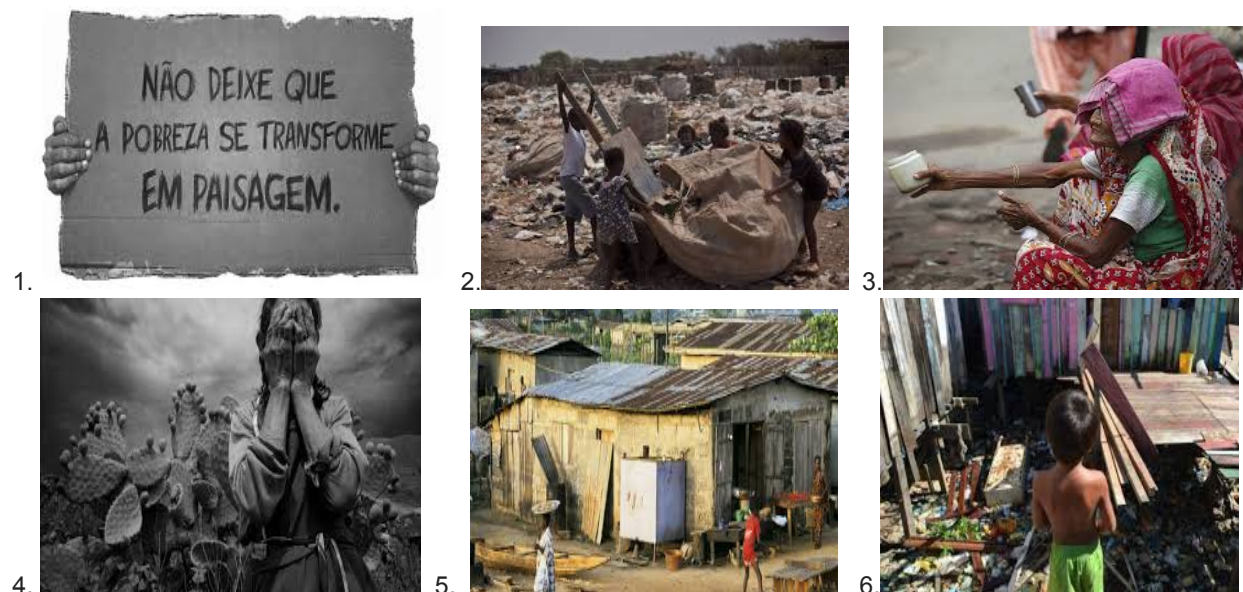 NÃO DEIXE QUE
A POBREZA SE TRANSFORME
EM PAISAGEM.
1.
2.
3.
4.
5.
6.